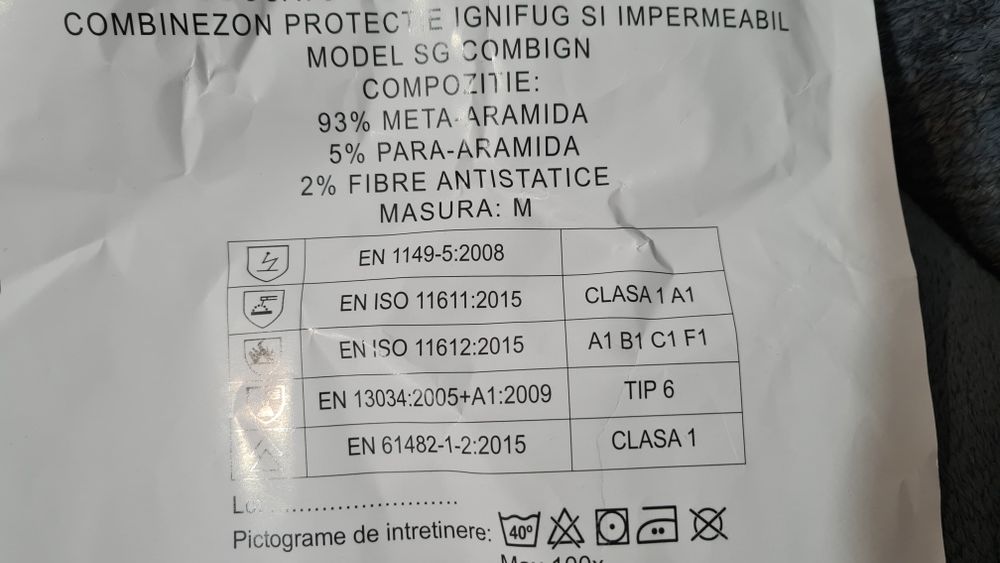 COMBINEZON PROTECTIE IGNIFUG SI IMPERMEABIL
MODEL SG COMBIGN
COMPOZITIE:
93% META-ARAMIDA
5% PARA-ARAMIDA
2% FIBRE ANTISTATICE
MASURA: M
EN 1149-5:2008
EN ISO 11611:2015 CLASA 1 A1
EN ISO 11612:2015 A1 B1 C1 F1
EN 13034:2005+A1:2009 TIP 6
EN 61482-1-2:2015 CLASA 1
Pictograme de intretinere: 40°